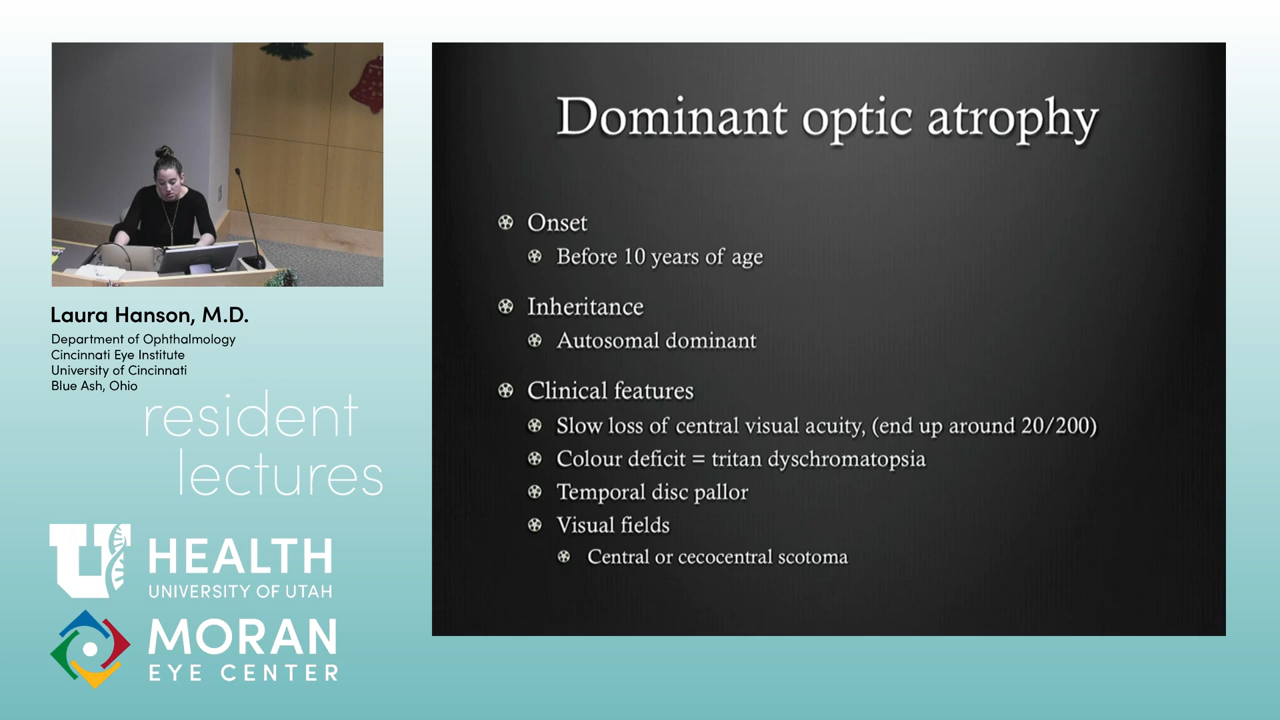 Laura Hanson, M.D.
Department of Ophthalmology
Cincinnati Eye Institute
University of Cincinnati
Blue Ash, Ohio
resident
lectures
U HEALTH
UNIVERSITY OF UTAH
MORAN
EYE CENTER
Dominant optic atrophy
Onset
Before 10 years of age
Inheritance
Autosomal dominant
Clinical features
Slow loss of central visual acuity, (end up around 20/200)
Colour deficit = tritan dyschromatopsia
Temporal disc pallor
Visual fields
Central or cecocentral scotoma